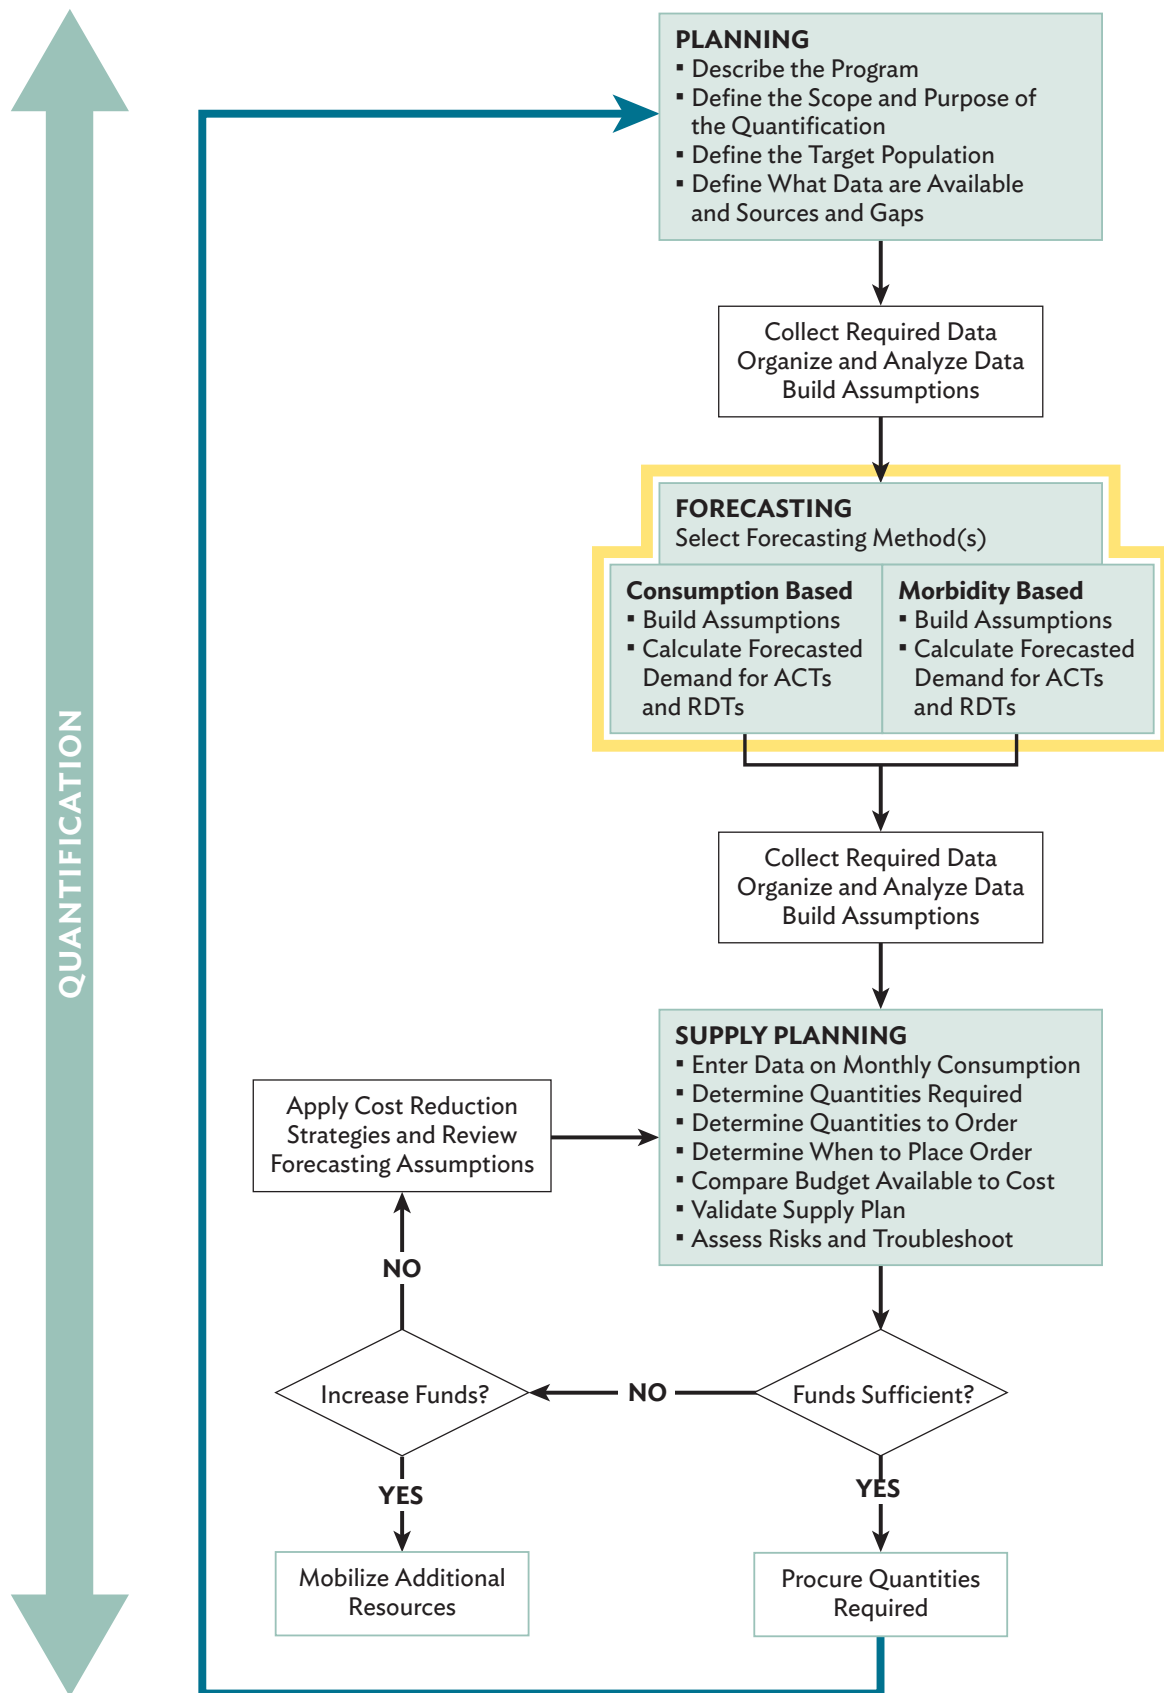 PLANNING
▪ Describe the Program
▪ Define the Scope and Purpose of
the Quantification
▪ Define the Target Population
▪ Define What Data are Available
and Sources and Gaps
Collect Required Data
Organize and Analyze Data
Build Assumptions
FORECASTING
Select Forecasting Method(s)
Consumption Based
▪ Build Assumptions
▪ Calculate Forecasted
Demand for ACTs
and RDTs
Morbidity Based
▪ Build Assumptions
▪ Calculate Forecasted
Demand for ACTs
and RDTs
QUANTIFICATION
Collect Required Data
Organize and Analyze Data
Build Assumptions
SUPPLY PLANNING
▪ Enter Data on Monthly Consumption
▪ Determine Quantities Required
▪ Determine Quantities to Order
▪ Determine When to Place Order
▪ Compare Budget Available to Cost
▪ Validate Supply Plan
▪ Assess Risks and Troubleshoot
Apply Cost Reduction
Strategies and Review
Forecasting Assumptions
NO
Increase Funds?
NO
Funds Sufficient?
YES
YES
Mobilize Additional
Resources
Procure Quantities
Required